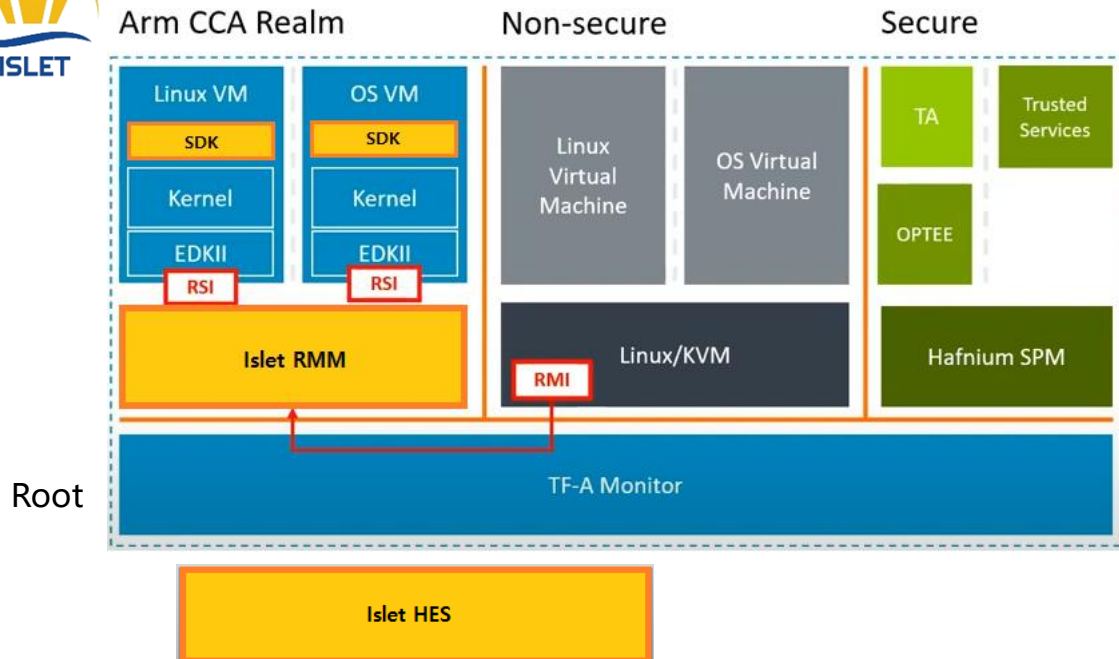 ISLET
Arm CCA Realm
Non-secure
Secure
Linux VM
SDK
Kernel
EDKII
RSI
OS VM
SDK
Kernel
EDKII
RSI
Linux
Virtual
Machine
OS Virtual
Machine
TA
Trusted
Services
OPTEE
Islet RMM
Linux/KVM
RMI
Hafnium SPM
Root
TF-A Monitor
Islet HES